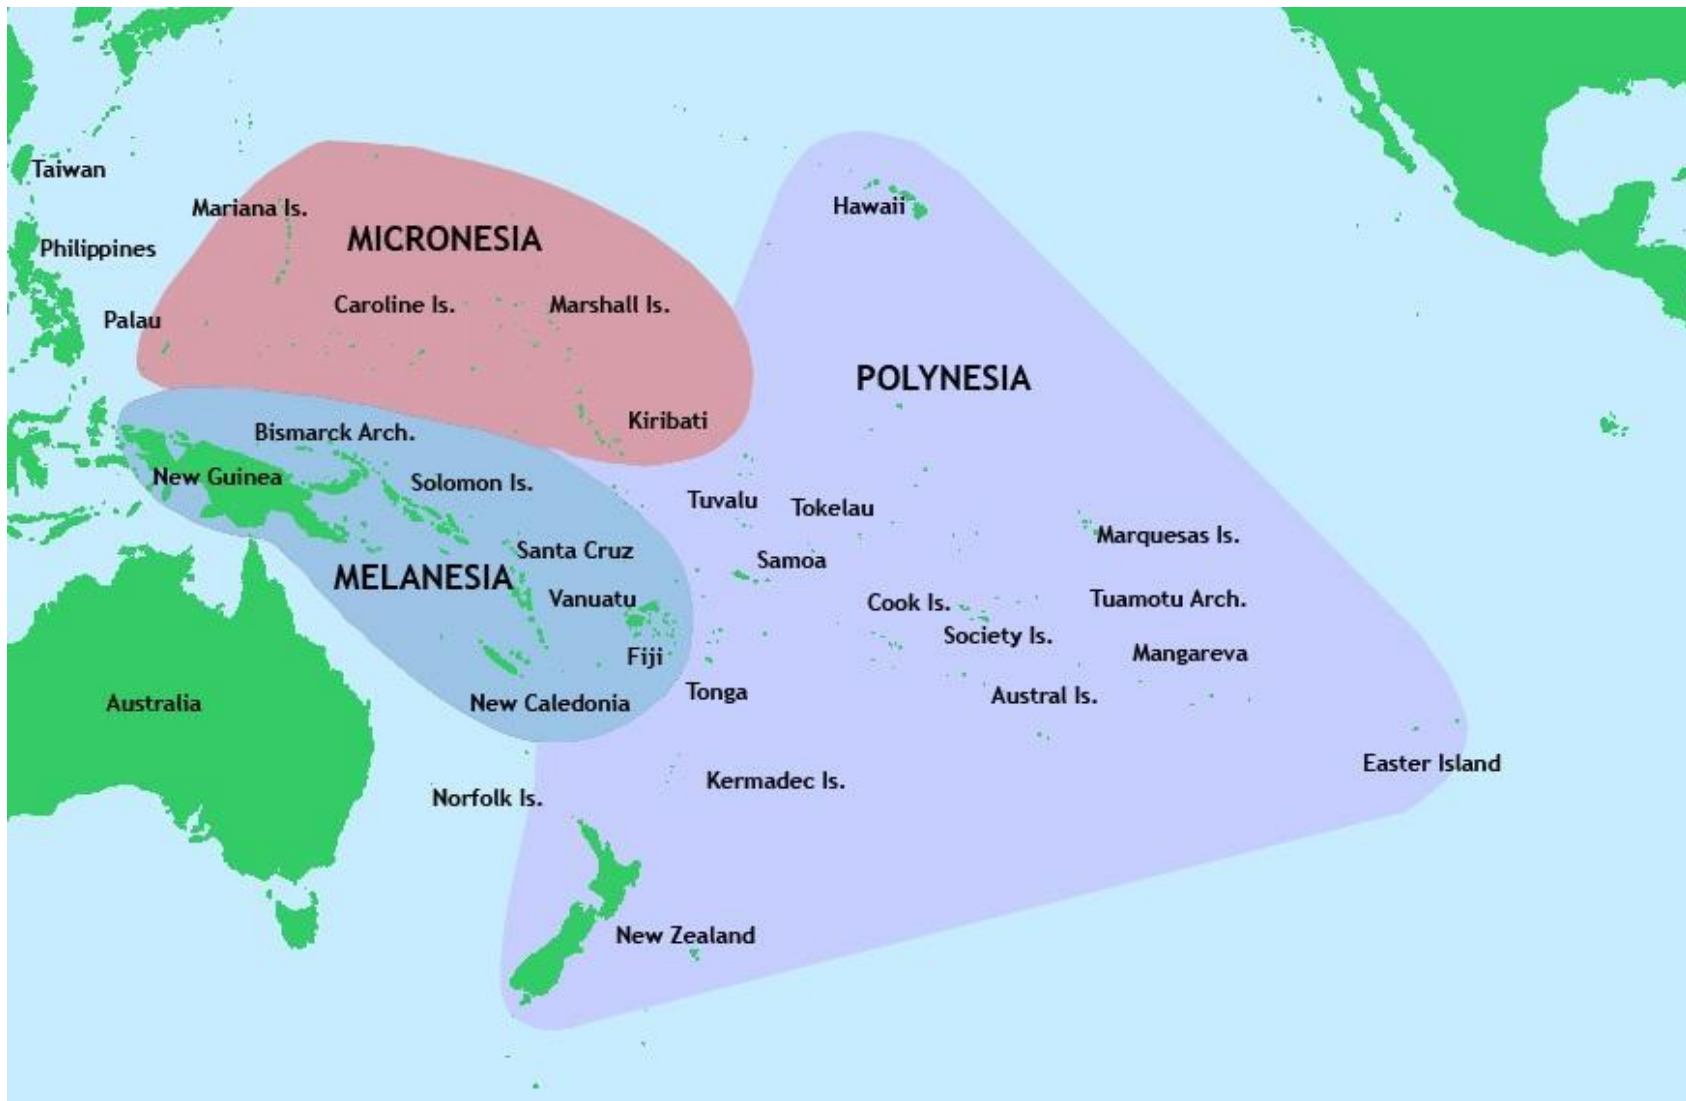 Taiwan
Hawaii
Mariana Is.
MICRONESIA
Philippines
Caroline Is.
Marshall Is.
Palau
POLYNESIA
Kiribati
Bismarck Arch.
New Guinea
Solomon Is.
Tuvalu
Tokelau
Marquesas Is.
Santa Cruz
Samoa
MELANESIA
Vanuatu
Cook Is.
Tuamotu Arch.
Society Is.
Fiji
Mangareva
Tonga
Austral Is.
Australia
New Caledonia
Easter Island
Kermadec Is.
Norfolk Is.
New Zealand